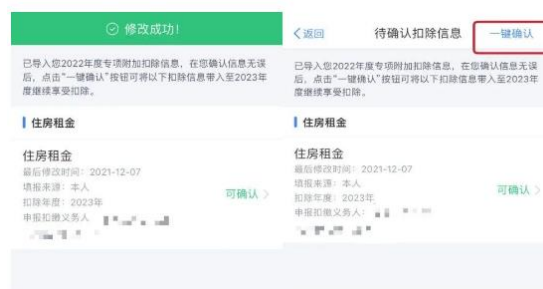 修改成功!
已导入您2022年度专项附加扣除信息，在您确认信息无误
后，点击“一键确认”按钮可将以下扣除信息带入至2023年
度继续享受扣除。
住房租金
住房租金
最后修改时间：2021-12-07
填报来源：本人
扣除年度：2023年
申报扣缴义务人
可确认 >
<返回 待确认扣除信息 一键确认
已导入您2022年度专项附加扣除信息，在您确认信息无误
后，点击“一键确认”按钮可将以下扣除信息带入至2023年
度继续享受扣除。
住房租金
住房租金
最后修改时间：2021-12-07
填报来源：本人
扣除年度：2023年
申报扣缴义务人：
可确认 >